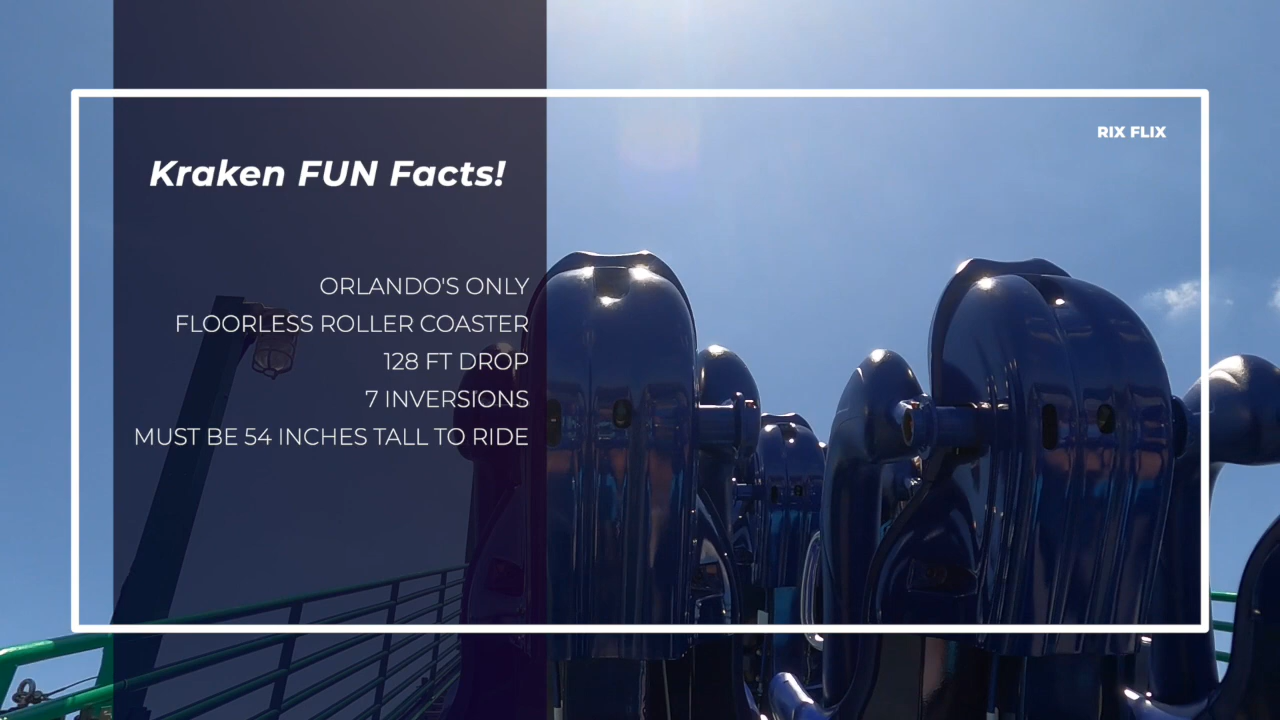 RIX FLIX
Kraken FUN Facts!
ORLANDO'S ONLY
FLOORLESS ROLLER COASTER
128 FT DROP
7 INVERSIONS
MUST BE 54 INCHES TALL TO RIDE